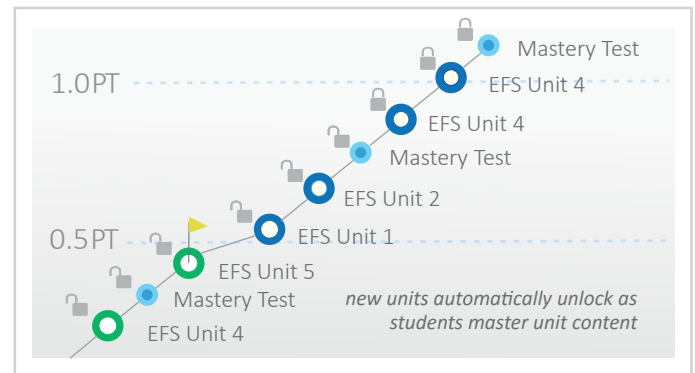 Mastery Test
1.0PT
EFS Unit 4
EFS Unit 4
Mastery Test
EFS Unit 2
EFS Unit 1
0.5PT
EFS Unit 5
Mastery Test
new units automatically unlock as
students master unit content
EFS Unit 4